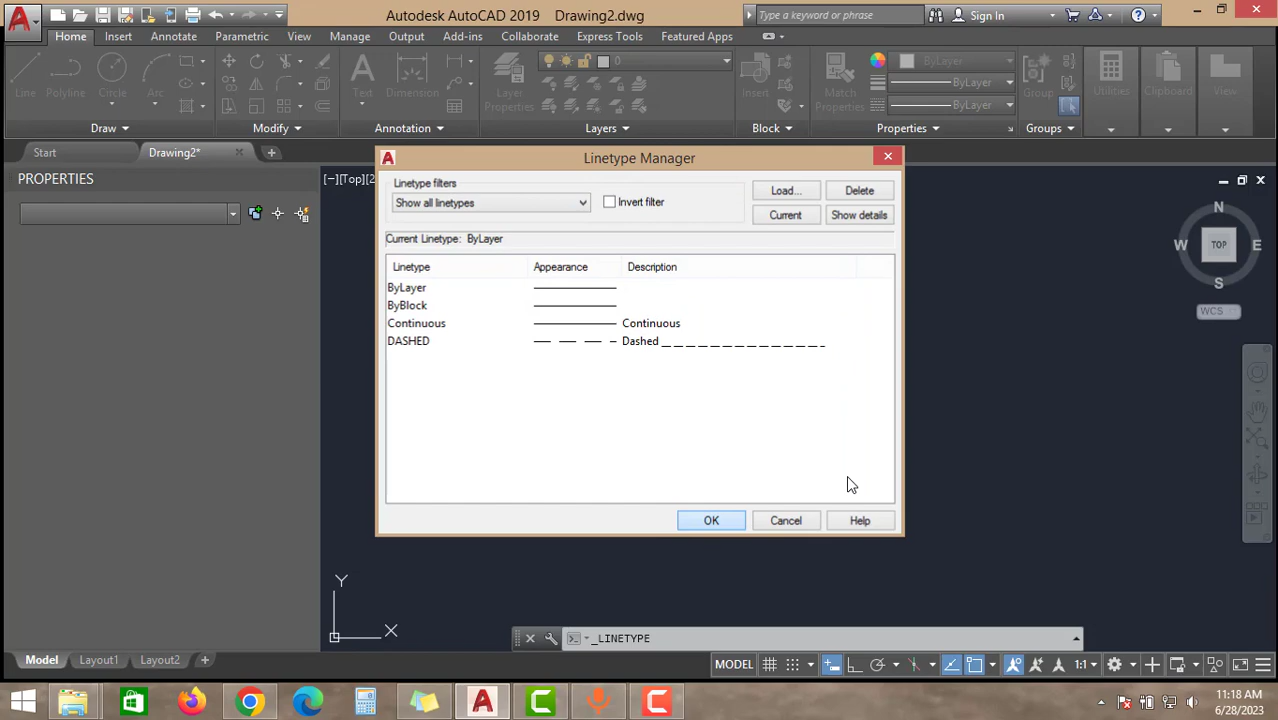 Autodesk AutoCAD 2019 Drawing2.dwg
Type a keyword or phrase
Sign In
Home Insert Annotate Parametric View Manage Output Add-ins Collaborate Express Tools Featured Apps
0
ByLayer
ByLayer
ByLayer
Line Polyline Circle Arc
Text Dimension
Layer
Properties
Insert
Match
Properties
Group
Utilities Clipboard View
Draw Modify Annotation Layers Block Properties Groups
Start Drawing2*
PROPERTIES
[−][Top][2
Linetype Manager
Linetype filters
Show all linetypes
Invert filter
Load... Delete
Current Show details
Current Linetype: ByLayer
Linetype Appearance Description
ByLayer
ByBlock
Continuous Continuous
DASHED Dashed _ _ _ _ _ _ _ _ _ _ _ _ _ _
OK Cancel Help
N
W TOP E
S
WCS
Y
X
_LINETYPE
Model Layout1 Layout2 +
MODEL 1:1
11:18 AM
6/28/2023